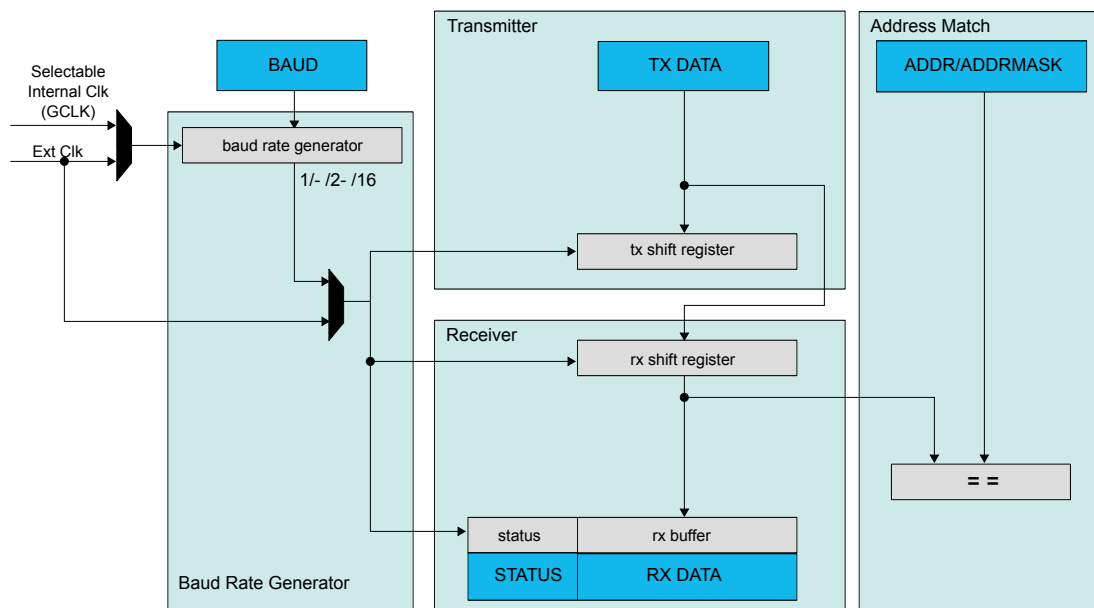 Transmitter
Address Match
BAUD
TX DATA
ADDR/ADDRMASK
Selectable
Internal Clk
(GCLK)
Ext Clk
baud rate generator
1/- /2- /16
tx shift register
Receiver
rx shift register
= =
status
rx buffer
STATUS
RX DATA
Baud Rate Generator